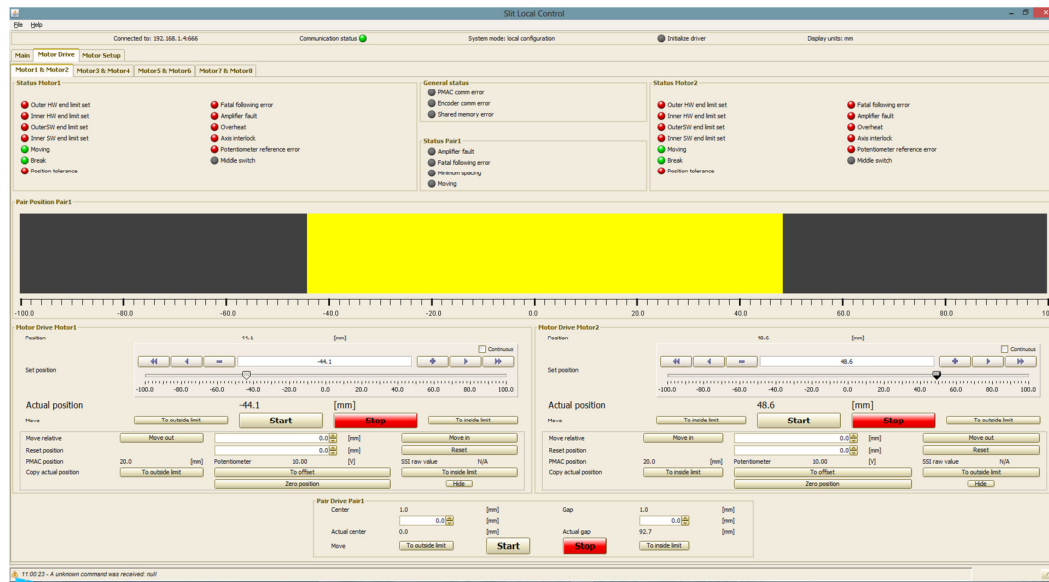 Slit Local Control
File Help
Connected to: 192.168.1.4:666 Communication status System mode: local configuration Initialize driver Display units: mm
Main Motor Drive Motor Setup
Motor1 & Motor2 Motor3 & Motor4 Motor5 & Motor6 Motor7 & Motor8
Status Motor1
Outer HW end limit set Fatal following error
Inner HW end limit set Amplifier fault
OuterSW end limit set Overheat
Inner SW end limit set Axis interlock
Moving Potentiometer reference error
Break Middle switch
Position tolerance
General status
PMAC comm error
Encoder comm error
Shared memory error
Status Pair1
Amplifier fault
Fatal following error
Minimum spacing
Moving
Status Motor2
Outer HW end limit set Fatal following error
Inner HW end limit set Amplifier fault
OuterSW end limit set Overheat
Inner SW end limit set Axis interlock
Moving Potentiometer reference error
Break Middle switch
Position tolerance
Pair Position Pair1
-100.0 -80.0 -60.0 -40.0 -20.0 0.0 20.0 40.0 60.0 80.0 10
Motor Drive Motor1
Position -44.1 [mm]
Continuous
Set position -44.1
-100.0 -80.0 -60.0 -40.0 -20.0 0.0 20.0 40.0 60.0 80.0 100.0
Actual position -44.1 [mm]
Move To outside limit Start Stop To inside limit
Move relative Move out 0.0 [mm] Move in
Reset position 0.0 [mm] Reset
PMAC position 20.0 [mm] Potentiometer 10.00 [V] SSI raw value N/A
Copy actual position To outside limit To offset To inside limit
Zero position Hide
Motor Drive Motor2
Position 48.6 [mm]
Continuous
Set position 48.6
-100.0 -80.0 -60.0 -40.0 -20.0 0.0 20.0 40.0 60.0 80.0 100.0
Actual position 48.6 [mm]
Move To inside limit Start Stop To outside limit
Move relative Move in 0.0 [mm] Move out
Reset position 0.0 [mm] Reset
PMAC position 20.0 [mm] Potentiometer 10.00 [V] SSI raw value N/A
Copy actual position To inside limit To offset To outside limit
Zero position Hide
Pair Drive Pair1
Center 1.0 [mm] Gap 1.0 [mm]
0.0 [mm] 0.0 [mm]
Actual center 0.0 [mm] Actual gap 92.7 [mm]
Move To outside limit Start Stop To inside limit
11:00:23 - A unknown command was received: null